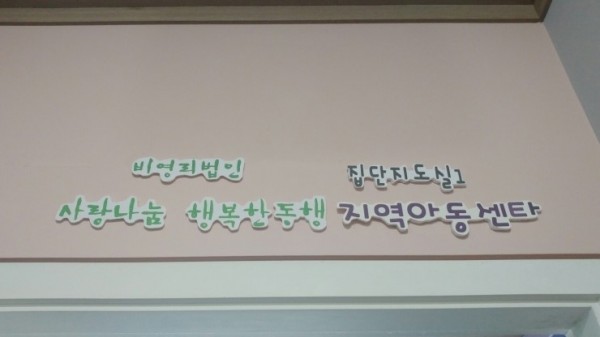 비영리법인 집단지도실1
사랑나눔 행복한동행 지역아동센타